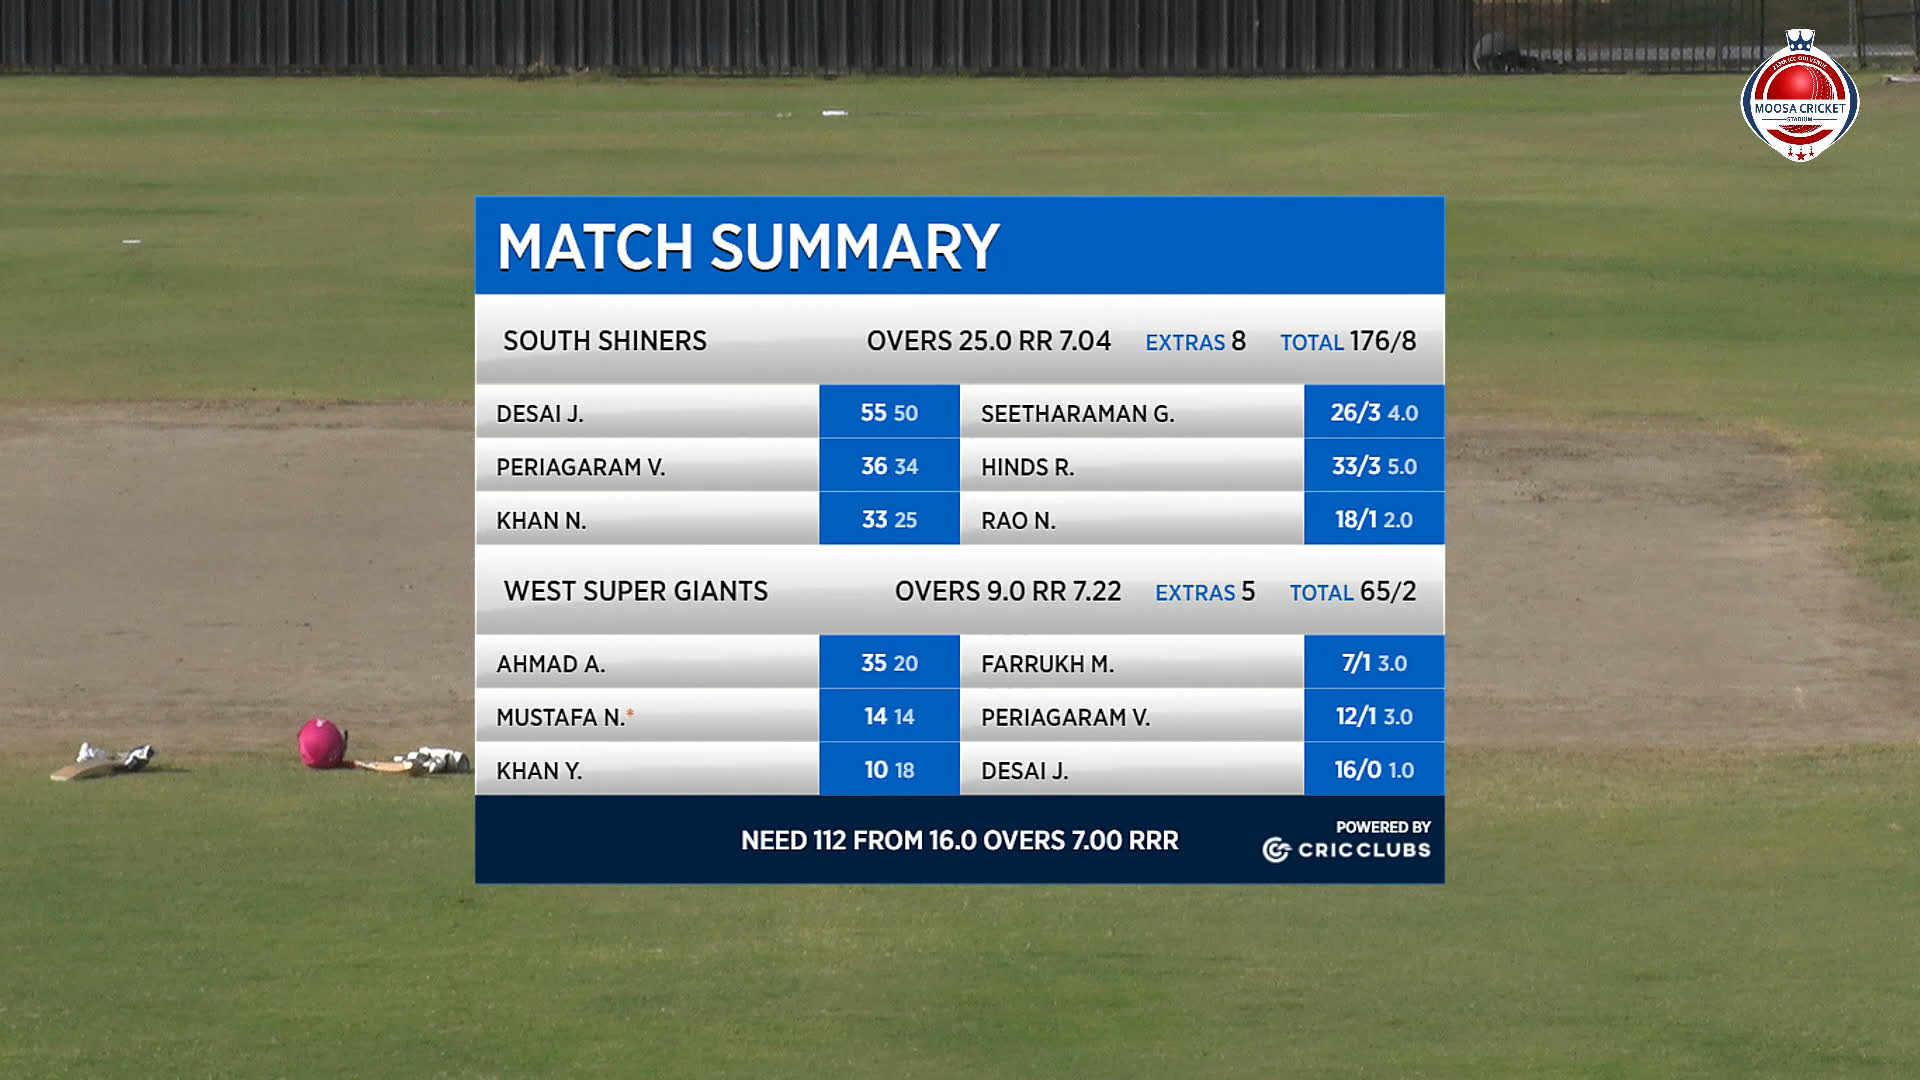 MOOSA CRICKET
STADIUM
MATCH SUMMARY
SOUTH SHINERS OVERS 25.0 RR 7.04 EXTRAS 8 TOTAL 176/8
DESAI J. 55 50 SEETHARAMAN G. 26/3 4.0
PERIAGARAM V. 36 34 HINDS R. 33/3 5.0
KHAN N. 33 25 RAO N. 18/1 2.0
WEST SUPER GIANTS OVERS 9.0 RR 7.22 EXTRAS 5 TOTAL 65/2
AHMAD A. 35 20 FARRUKH M. 7/1 3.0
MUSTAFA N.* 14 14 PERIAGARAM V. 12/1 3.0
KHAN Y. 10 18 DESAI J. 16/0 1.0
NEED 112 FROM 16.0 OVERS 7.00 RRR
POWERED BY
CRICCLUBS